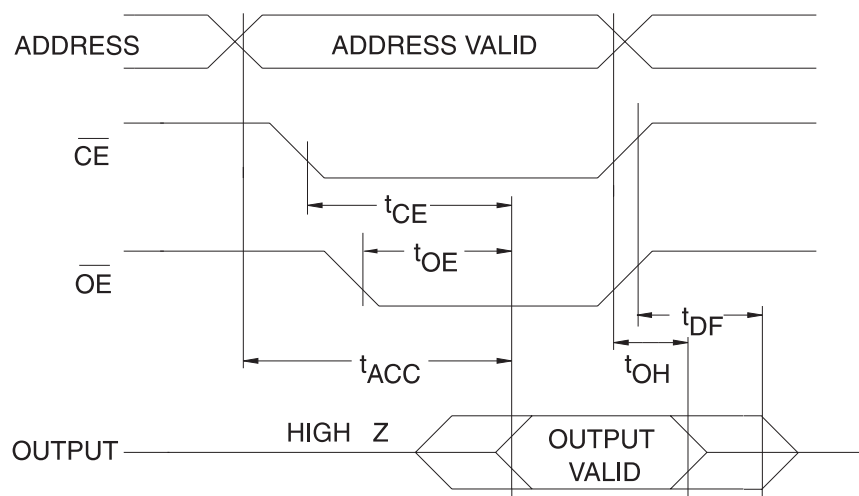 ADDRESS
ADDRESS VALID
CE
tCE
tOE
OE
tDF
tACC
tOH
HIGH Z
OUTPUT
OUTPUT
VALID